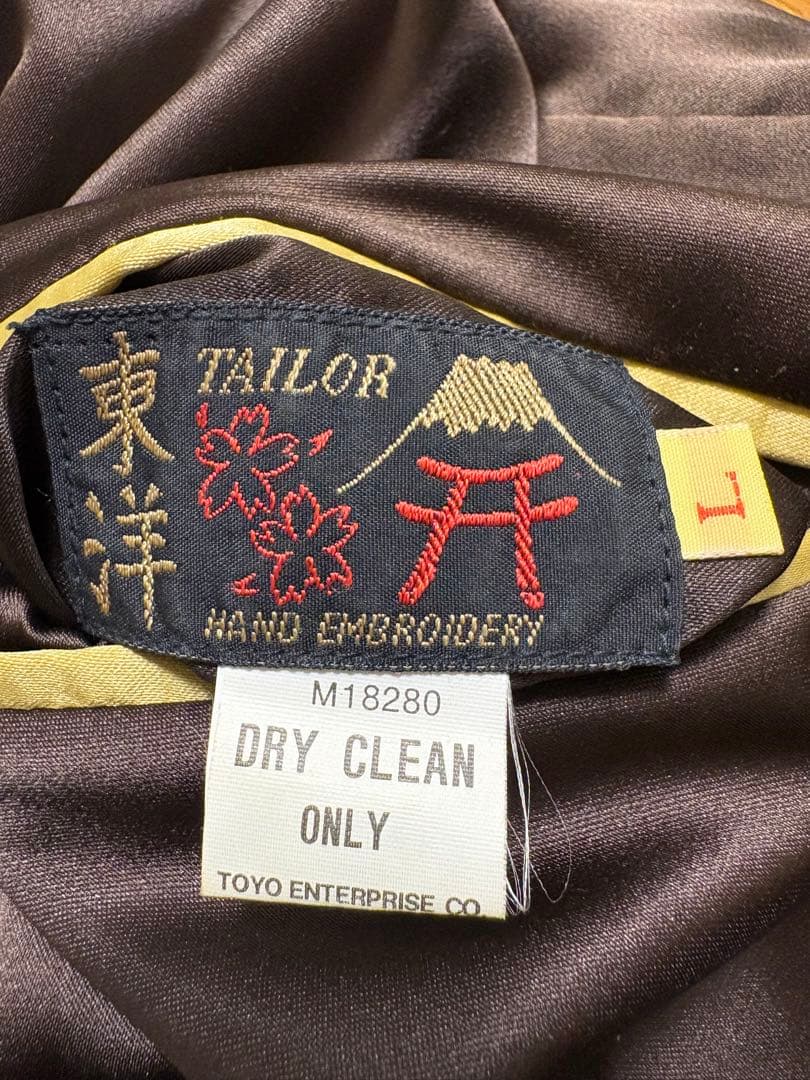 東洋
TAILOR
HAND EMBROIDERY
L
M18280
DRY CLEAN
ONLY
TOYO ENTERPRISE CO.